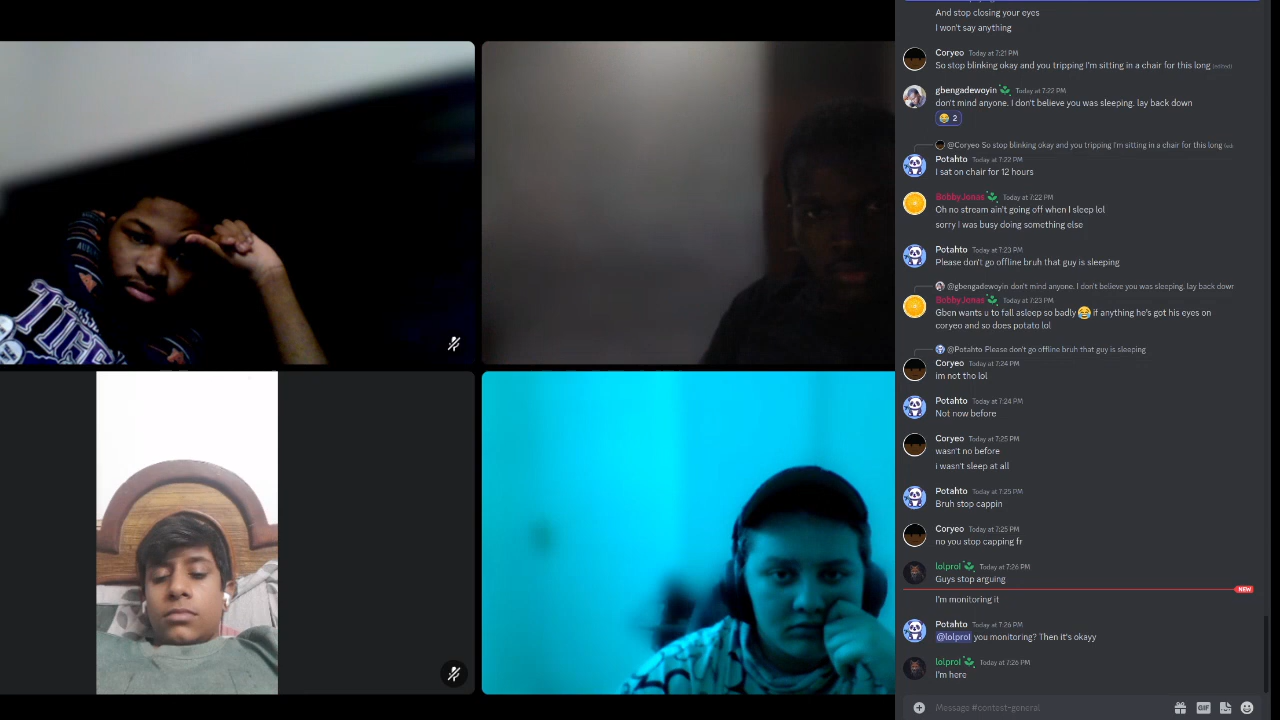 And stop closing your eyes
I won't say anything
Coryeo Today at 7:21 PM
So stop blinking okay and you tripping I'm sitting in a chair for this long (edited)
gbengadewoyin Today at 7:22 PM
don't mind anyone. I don't believe you was sleeping. lay back down
😂 2
@Coryeo So stop blinking okay and you tripping I'm sitting in a chair for this long
Potahto Today at 7:22 PM
I sat on chair for 12 hours
BobbyJonas Today at 7:22 PM
Oh no stream ain't going off when I sleep lol
sorry I was busy doing something else
Potahto Today at 7:23 PM
Please don't go offline bruh that guy is sleeping
@gbengadewoyin don't mind anyone. I don't believe you was sleeping. lay back down
BobbyJonas Today at 7:23 PM
Gben wants u to fall asleep so badly 😂 if anything he's got his eyes on
coryeo and so does potato lol
@Potahto Please don't go offline bruh that guy is sleeping
Coryeo Today at 7:24 PM
im not tho lol
Potahto Today at 7:24 PM
Not now before
Coryeo Today at 7:25 PM
wasn't no before
i wasn't sleep at all
Potahto Today at 7:25 PM
Bruh stop cappin
Coryeo Today at 7:25 PM
no you stop capping fr
lolprol Today at 7:26 PM
Guys stop arguing
NEW
I'm monitoring it
Potahto Today at 7:26 PM
@lolprol you monitoring? Then it's okayy
lolprol Today at 7:26 PM
I'm here
Message #contest-general
GIF